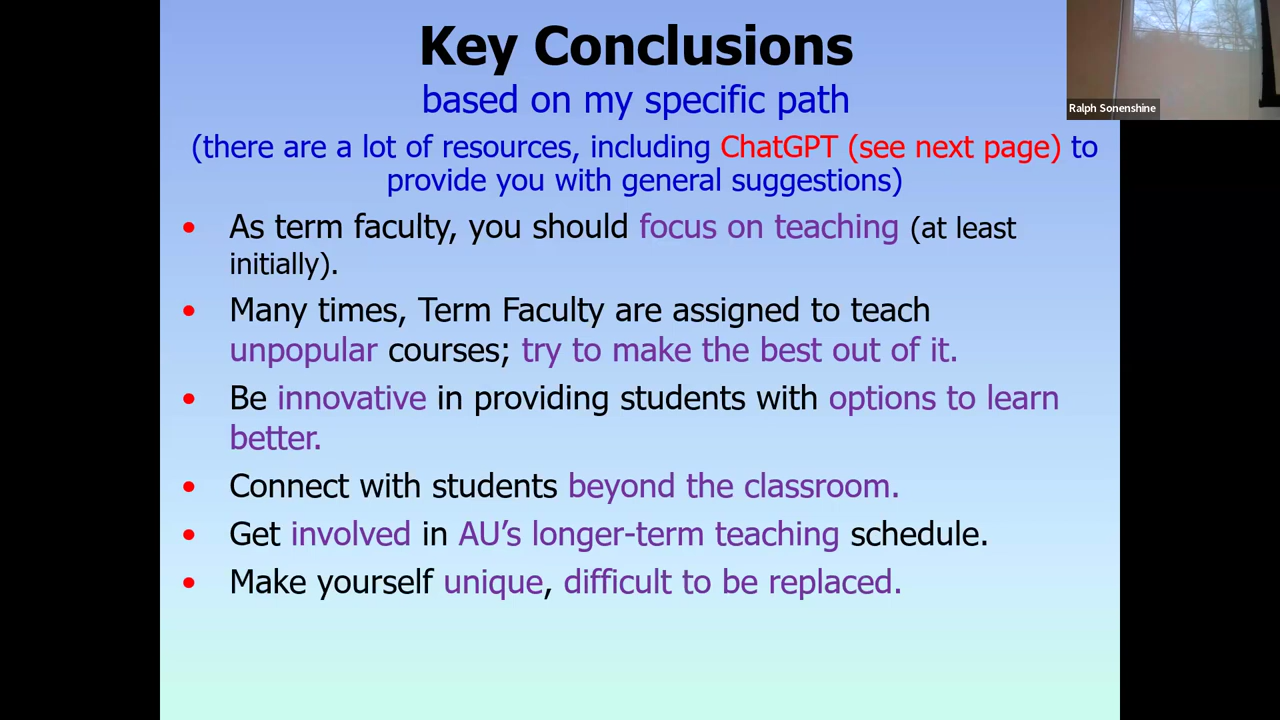 Key Conclusions
based on my specific path
(there are a lot of resources, including ChatGPT (see next page) to
provide you with general suggestions)
• As term faculty, you should focus on teaching (at least
initially).
• Many times, Term Faculty are assigned to teach
unpopular courses; try to make the best out of it.
• Be innovative in providing students with options to learn
better.
• Connect with students beyond the classroom.
• Get involved in AU’s longer-term teaching schedule.
• Make yourself unique, difficult to be replaced.
Ralph Sonenshine